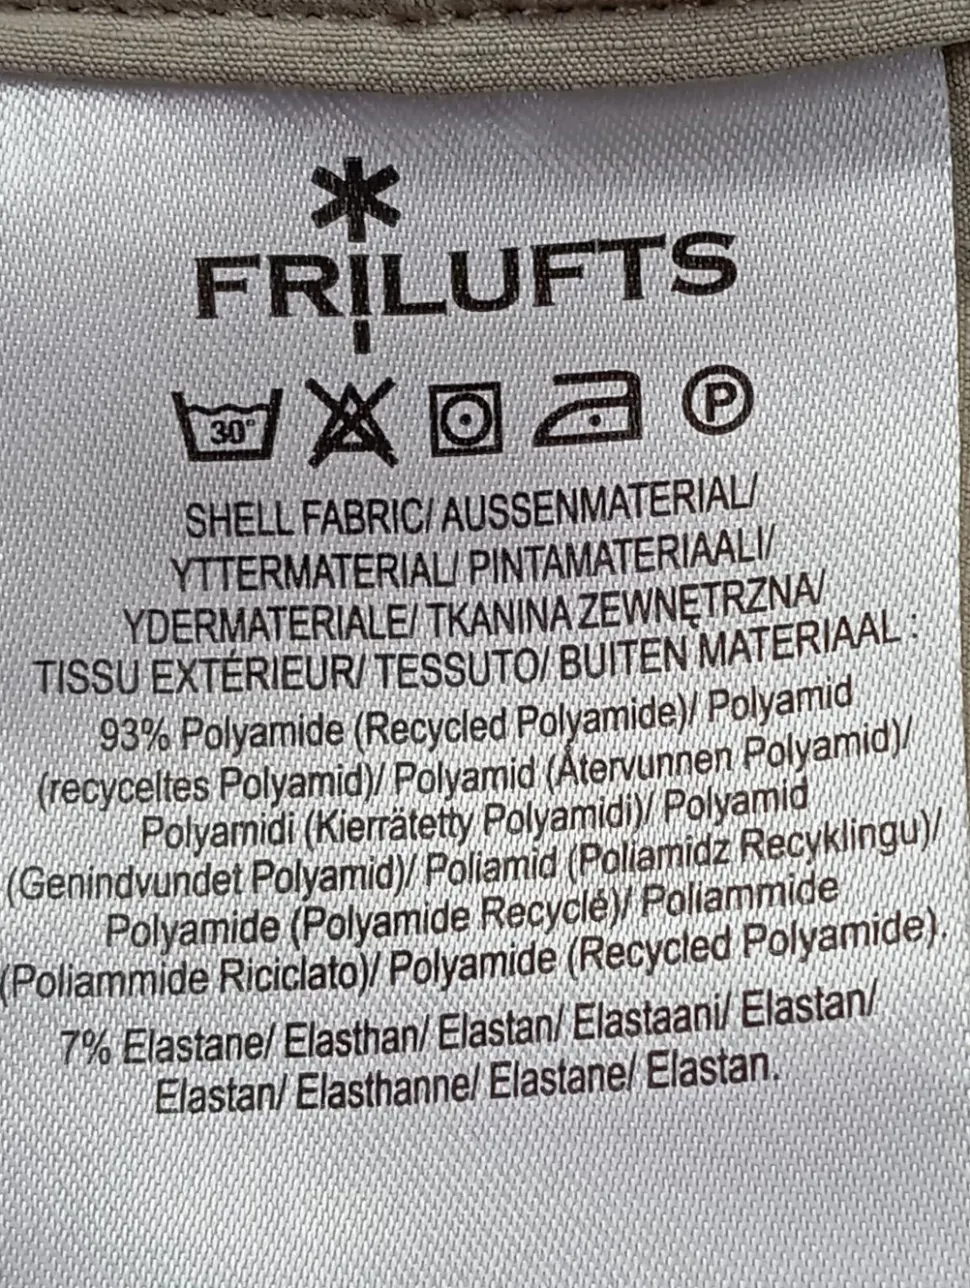 FRILUFTS
30°
P
SHELL FABRIC/ AUSSENMATERIAL/
YTTERMATERIAL/ PINTAMATERIAALI/
YDERMATERIALE/ TKANINA ZEWNĘTRZNA/
TISSU EXTÉRIEUR/ TESSUTO/ BUITEN MATERIAAL :
93% Polyamide (Recycled Polyamide)/ Polyamid
(recyceltes Polyamid)/ Polyamid (Återvunnen Polyamid)/
Polyamidi (Kierrätetty Polyamidi)/ Polyamid
(Genindvundet Polyamid)/ Poliamid (Poliamidz Recyklingu)/
Polyamide (Polyamide Recyclé)/ Poliammide
(Poliammide Riciclato)/ Polyamide (Recycled Polyamide).
7% Elastane/ Elasthan/ Elastan/ Elastaani/ Elastan/
Elastan/ Elasthanne/ Elastane/ Elastan.